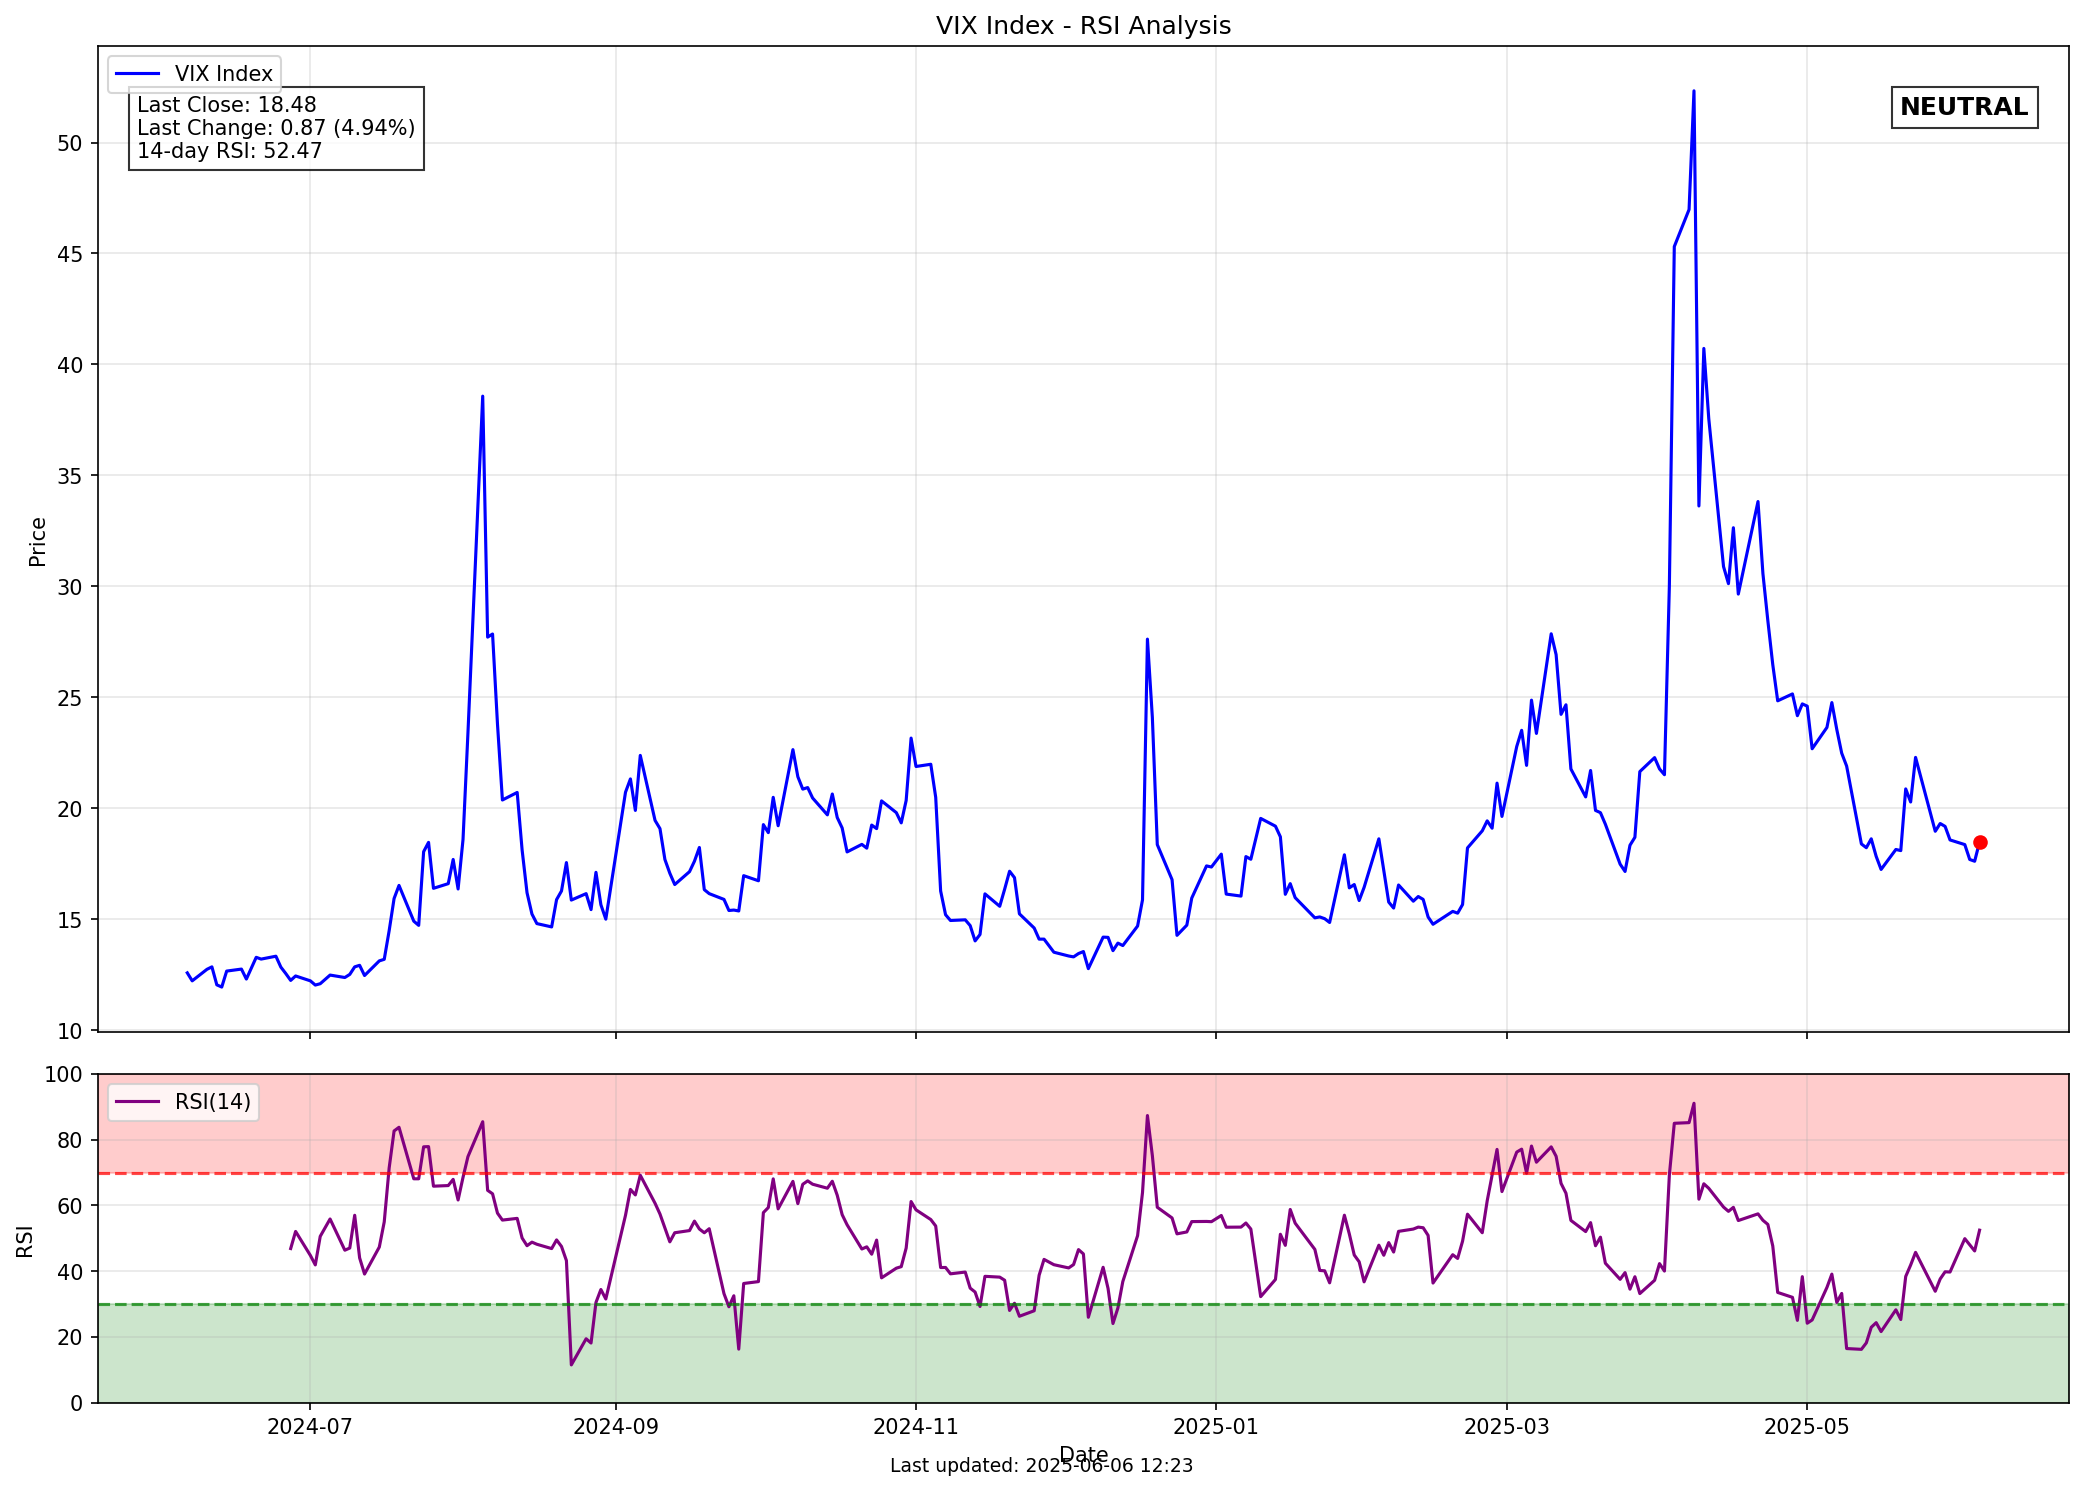 VIX Index - RSI Analysis
VIX Index
Last Close: 18.48
Last Change: 0.87 (4.94%)
14-day RSI: 52.47
NEUTRAL
50
45
40
35
30
25
20
15
10
Price
100
80
60
40
20
0
RSI
RSI(14)
2024-07
2024-09
2024-11
2025-01
2025-03
2025-05
Date
Last updated: 2025-06-06 12:23